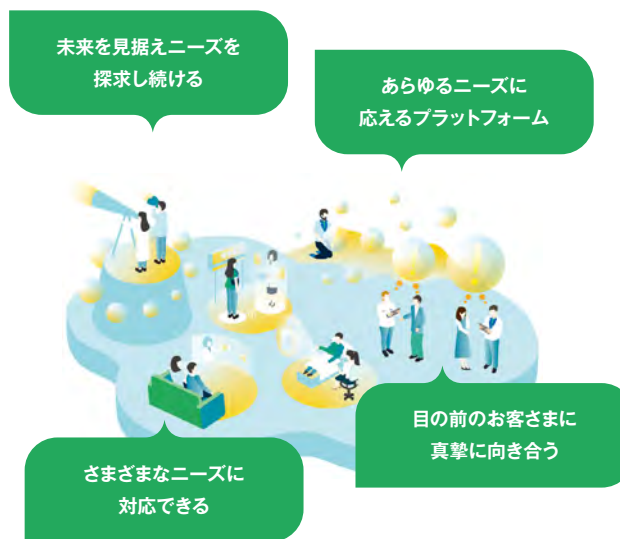 未来を見据えニーズを
探求し続ける
あらゆるニーズに
応えるプラットフォーム
目の前のお客さまに
真摯に向き合う
さまざまなニーズに
対応できる